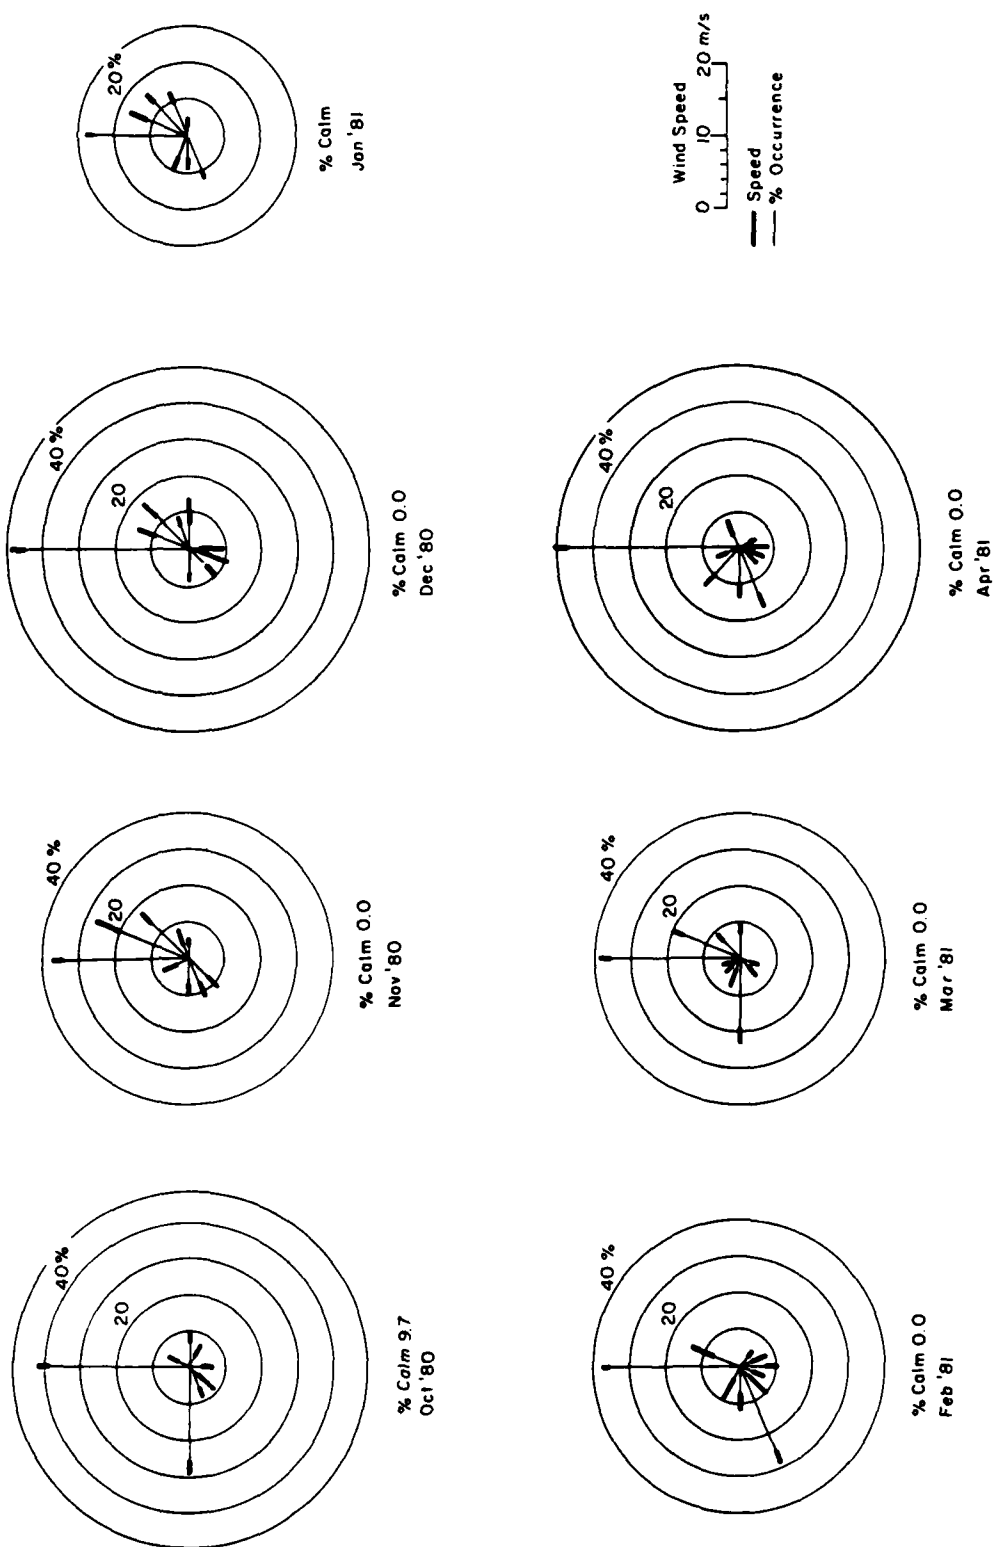 20%
% Calm
Jan '81
40%
20
% Calm 0.0
Dec '80
40%
20
% Calm 0.0
Nov '80
40%
20
% Calm 9.7
Oct '80
Wind Speed
0 10 20 m/s
Speed
% Occurrence
40%
20
% Calm 0.0
Apr '81
40%
20
% Calm 0.0
Mar '81
40%
20
% Calm 0.0
Feb '81